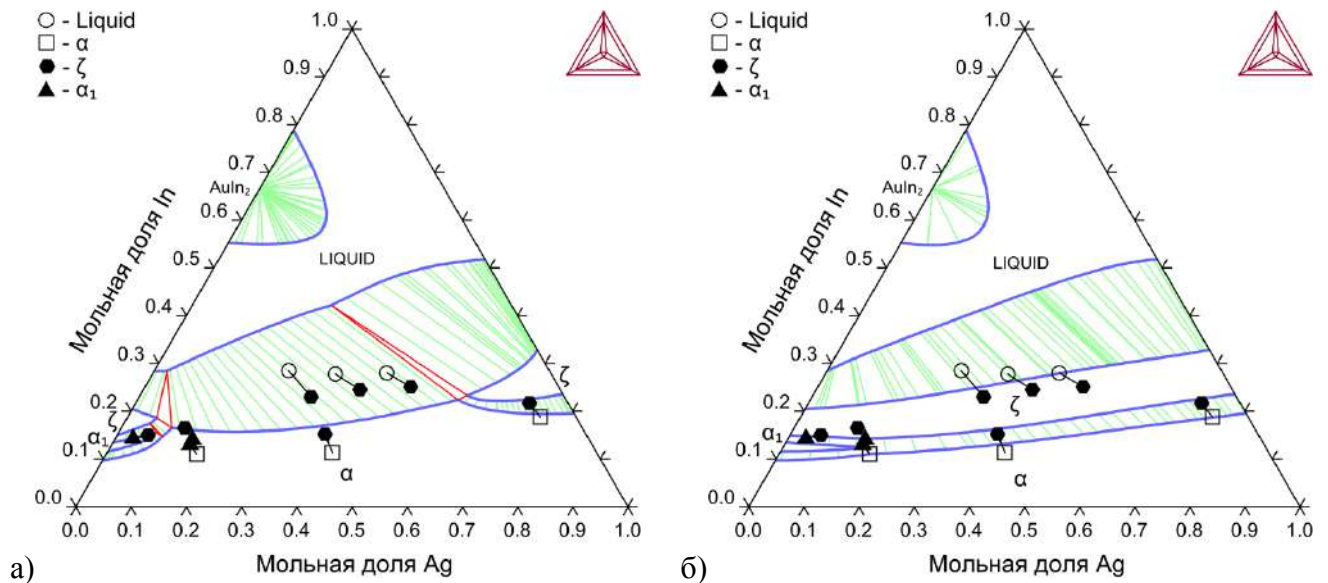 ○ - Liquid
□ - α
⬢ - ζ
▲ - α₁
1.0
0.9
0.8
0.7
AuIn₂
0.6
0.5
LIQUID
0.4
0.3
0.2
ζ
ζ
α₁
0.1
α
0.0
0.0 0.1 0.2 0.3 0.4 0.5 0.6 0.7 0.8 0.9 1.0
Мольная доля In
Мольная доля Ag
а)
○ - Liquid
□ - α
⬢ - ζ
▲ - α₁
1.0
0.9
0.8
0.7
AuIn₂
0.6
0.5
LIQUID
0.4
0.3
0.2
ζ
α₁
0.1
α
0.0
0.0 0.1 0.2 0.3 0.4 0.5 0.6 0.7 0.8 0.9 1.0
Мольная доля In
Мольная доля Ag
б)